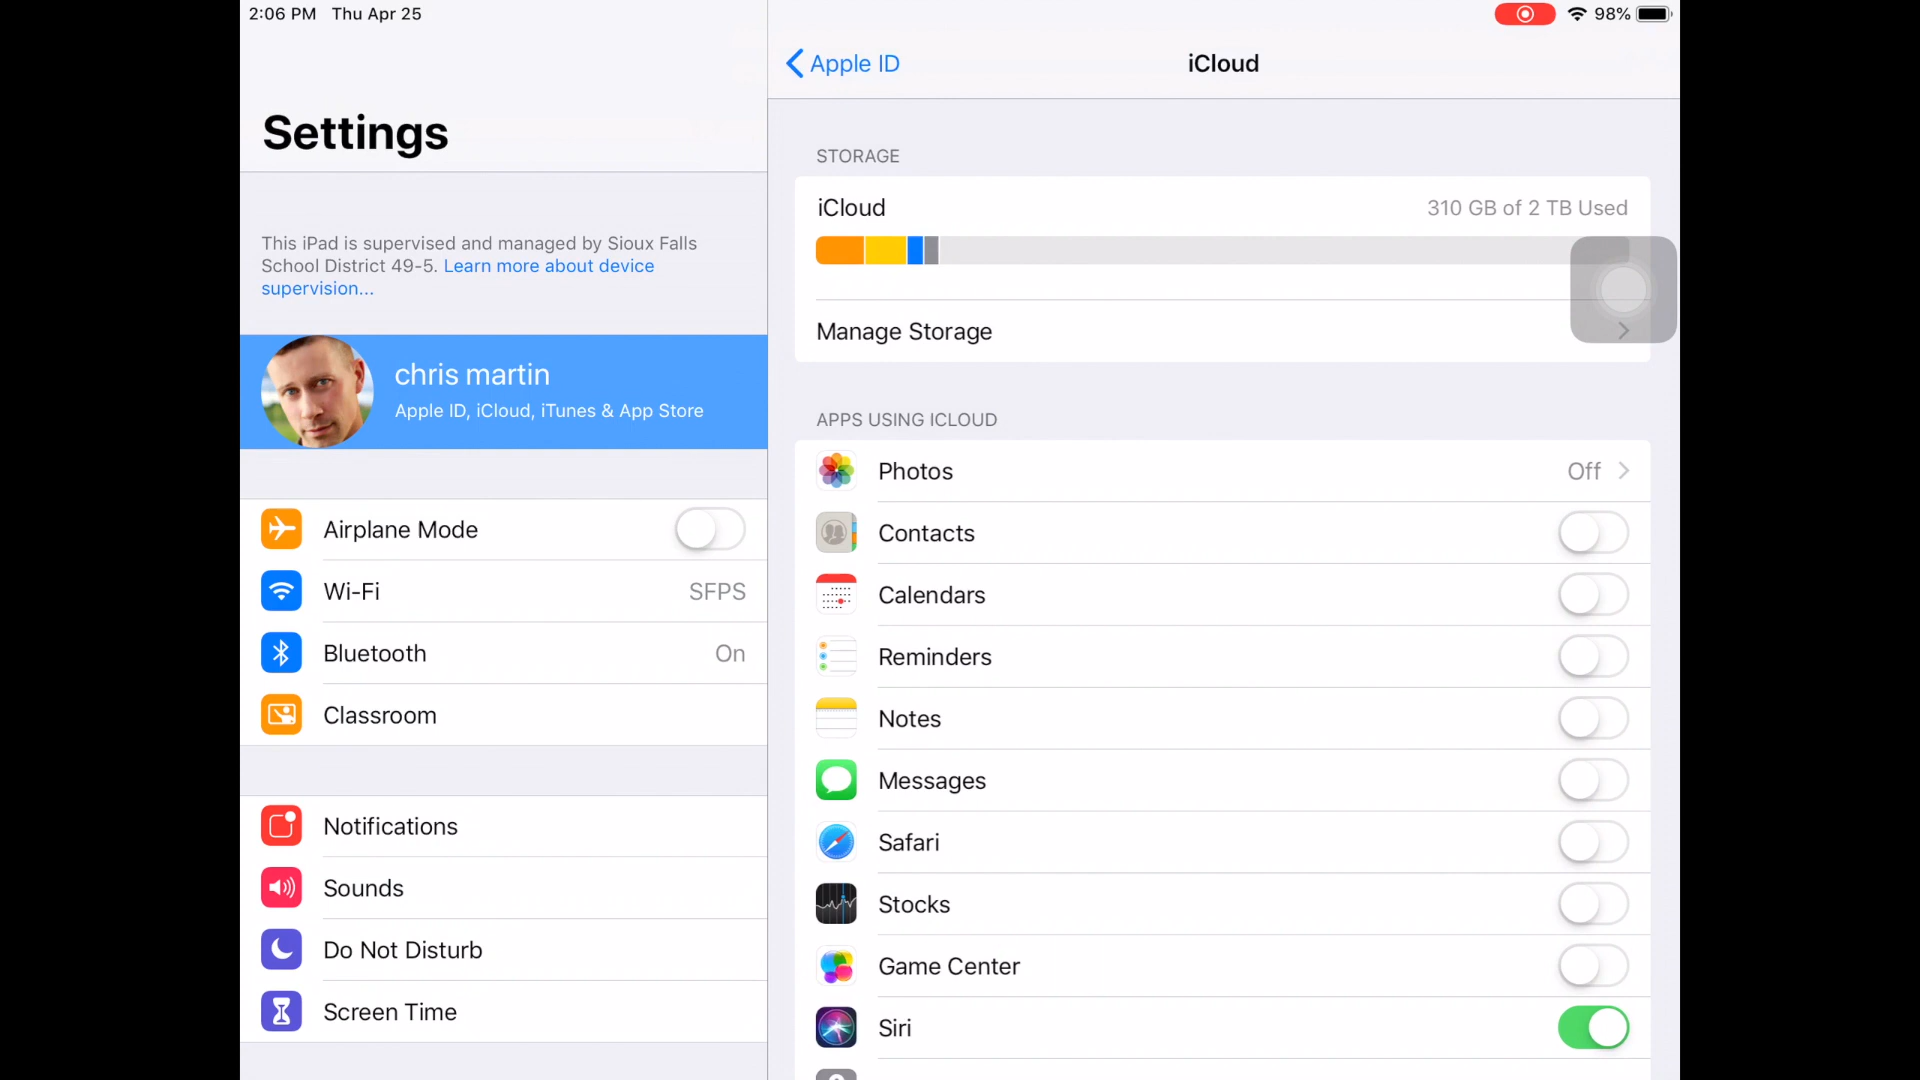 2:06 PM Thu Apr 25
98%
Settings
This iPad is supervised and managed by Sioux Falls
School District 49-5. Learn more about device
supervision...
chris martin
Apple ID, iCloud, iTunes & App Store
Airplane Mode
Wi-Fi SFPS
Bluetooth On
Classroom
Notifications
Sounds
Do Not Disturb
Screen Time
Apple ID
iCloud
STORAGE
iCloud 310 GB of 2 TB Used
Manage Storage
APPS USING ICLOUD
Photos Off
Contacts
Calendars
Reminders
Notes
Messages
Safari
Stocks
Game Center
Siri